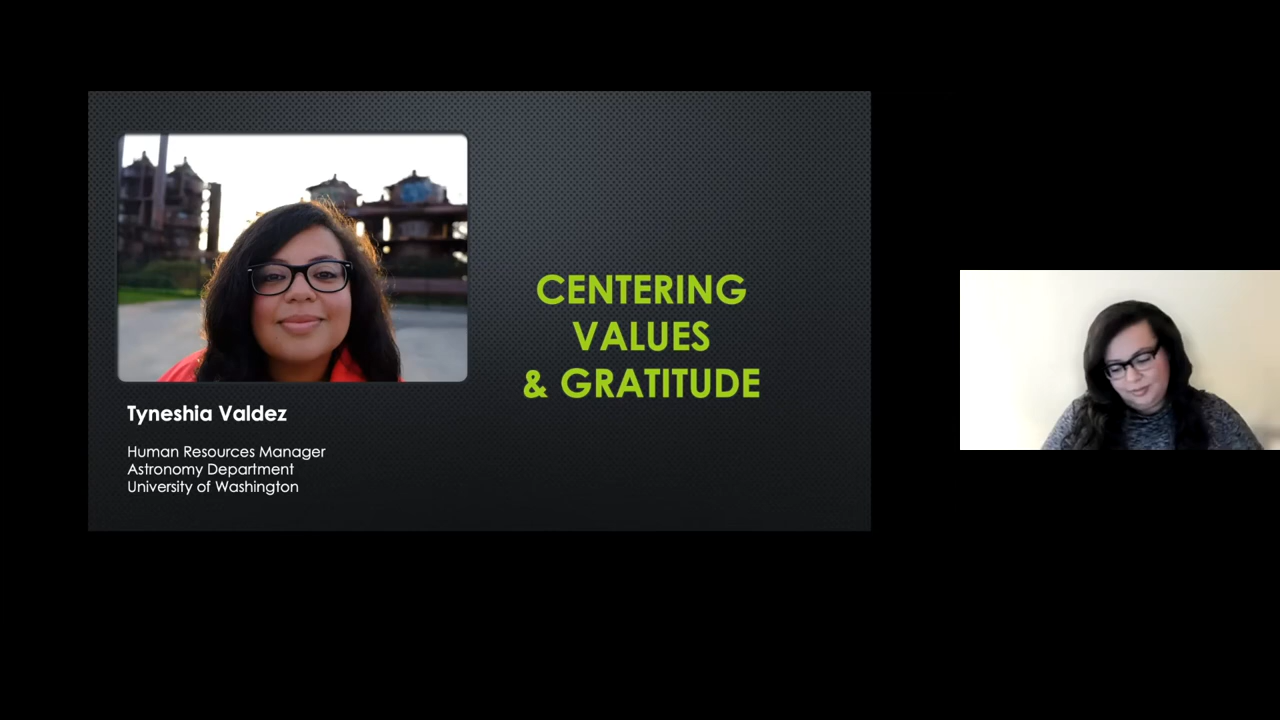 CENTERING
VALUES
& GRATITUDE
Tyneshia Valdez
Human Resources Manager
Astronomy Department
University of Washington